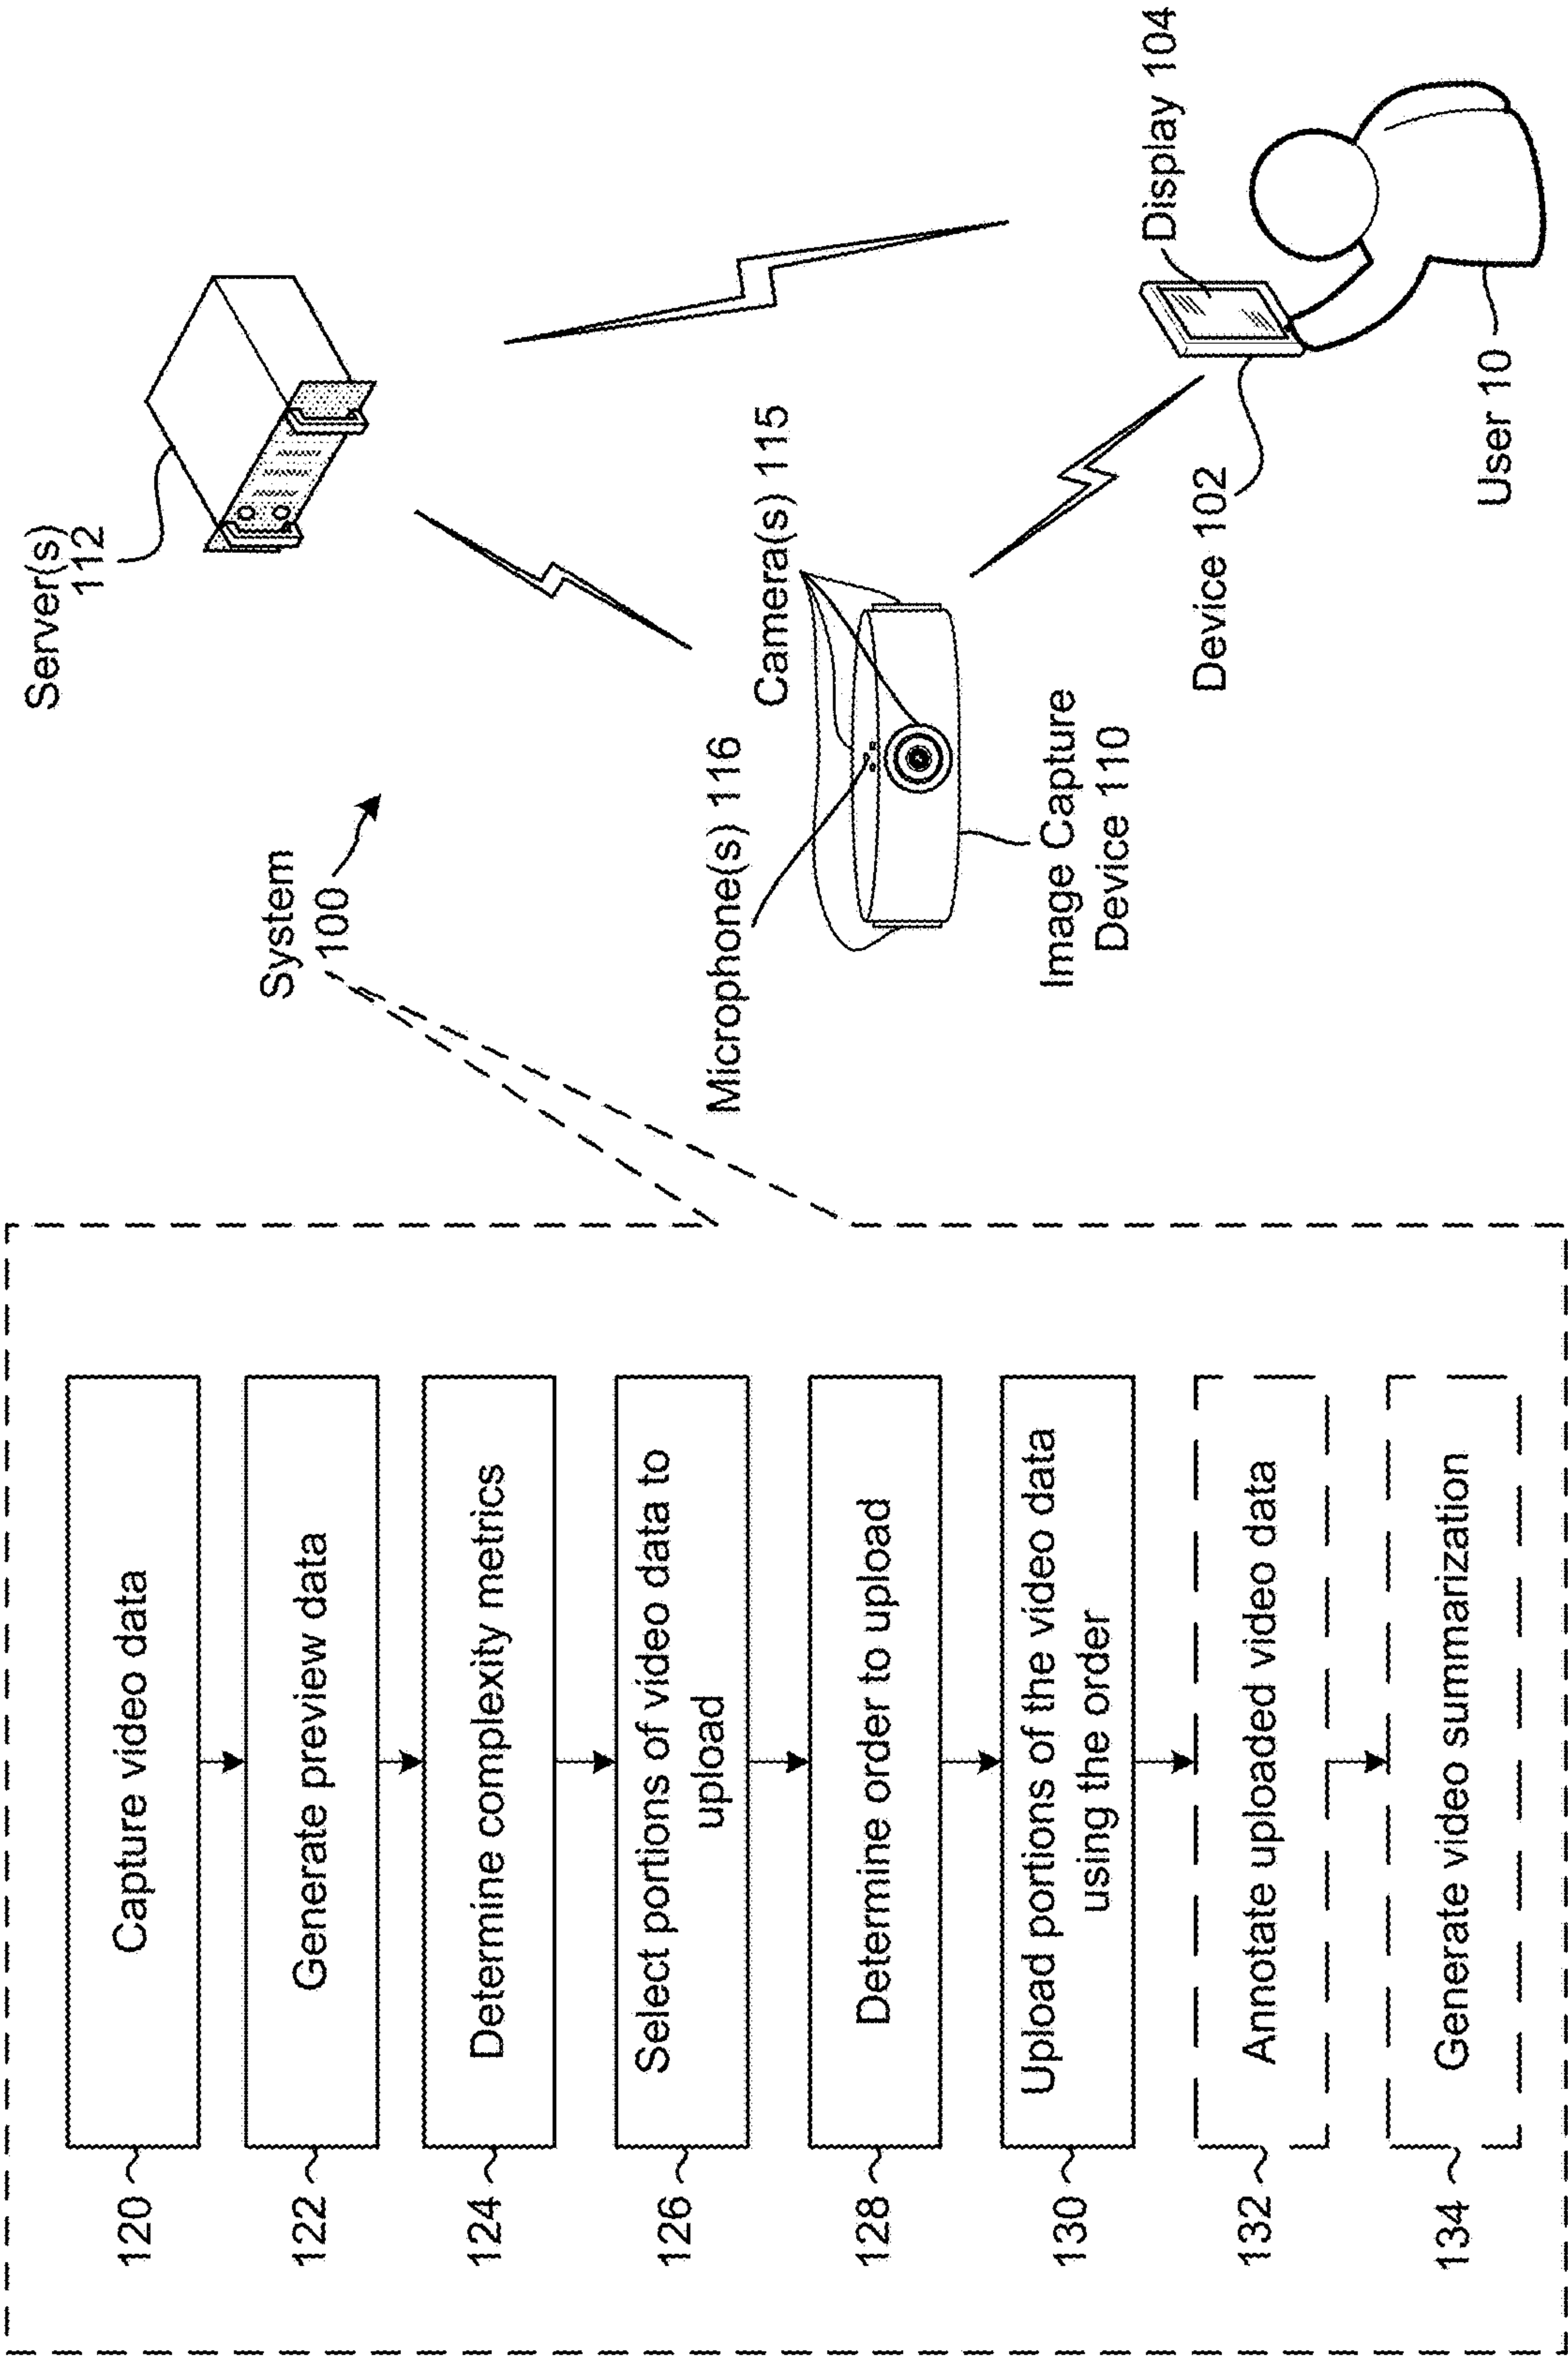 120
Capture video data
122
Generate preview data
124
Determine complexity metrics
126
Select portions of video data to
upload
128
Determine order to upload
130
Upload portions of the video data
using the order
132
Annotate uploaded video data
134
Generate video summarization
System
100
Server(s)
112
Microphone(s) 116
Camera(s) 115
Image Capture
Device 110
Display 104
Device 102
User 10